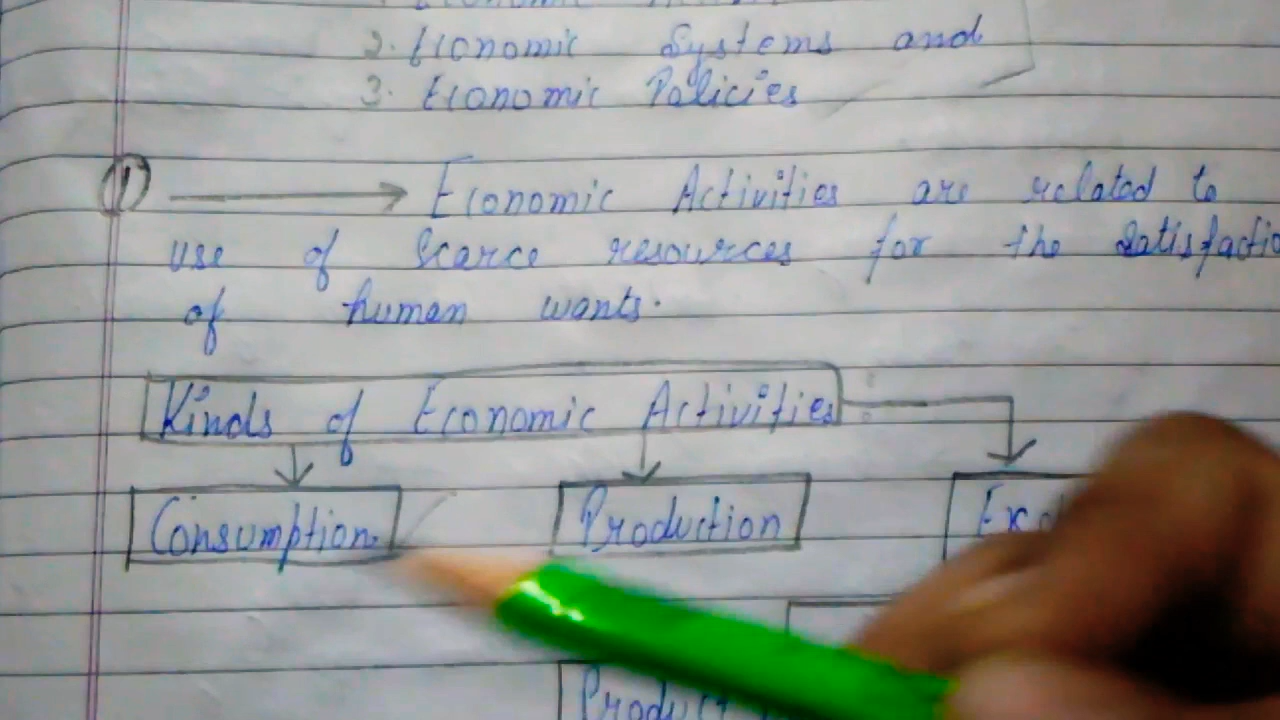 2. Economic Systems and
3. Economic Policies
① → Economic Activities are related to
use of Scarce resources for the Satisfactio
of human wants.
Kinds of Economic Activities
Consumption Production